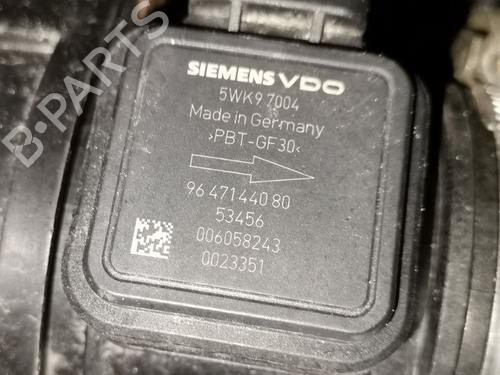 SIEMENS VDO
5WK9 7004
Made in Germany
>PBT-GF30<
96 471440 80
53456
006058243
0023351
B-PARTS